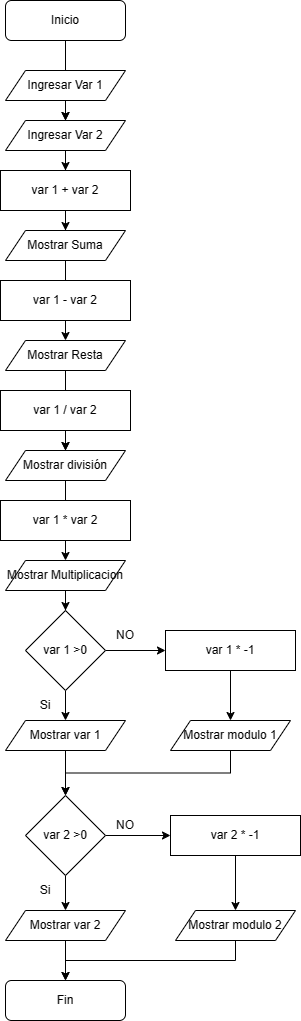 Inicio
Ingresar Var 1
Ingresar Var 2
var 1 + var 2
Mostrar Suma
var 1 - var 2
Mostrar Resta
var 1 / var 2
Mostrar división
var 1 * var 2
Mostrar Multiplicacion
var 1 >0
NO
var 1 * -1
Si
Mostrar var 1
Mostrar modulo 1
var 2 >0
NO
var 2 * -1
Si
Mostrar var 2
Mostrar modulo 2
Fin